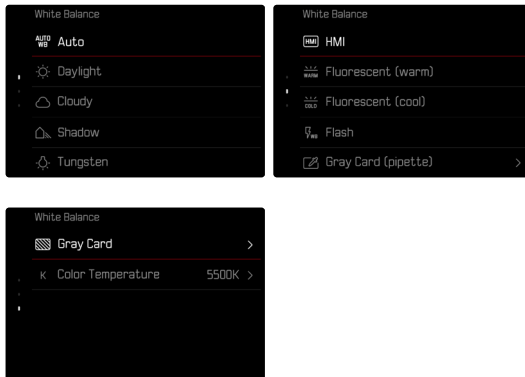 White Balance
AUTO WB Auto
Daylight
Cloudy
Shadow
Tungsten
White Balance
HMI HMI
WARM Fluorescent (warm)
COLD Fluorescent (cool)
WB Flash
Gray Card (pipette)
White Balance
Gray Card
K Color Temperature 5500K